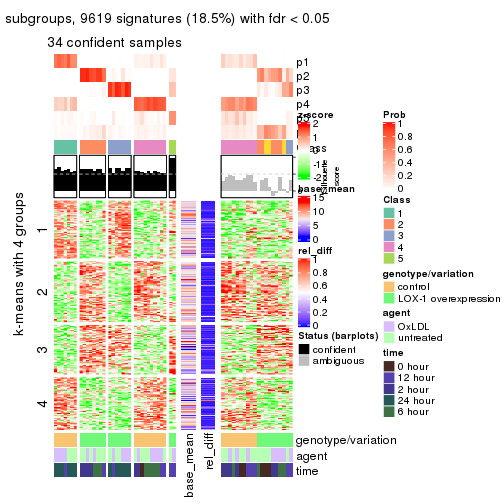 subgroups, 9619 signatures (18.5%) with fdr < 0.05
34 confident samples
p1
p2
p3
p4
z-score
2
1
0
-1
-2
Silhouette
score
base_mean
15
10
5
0
rel_diff
1
0.8
0.6
0.4
0.2
0
Status (barplots)
confident
ambiguous
k-means with 4 groups
1
2
3
4
Prob
1
0.8
0.6
0.4
0.2
0
Class
1
2
3
4
5
genotype/variation
control
LOX-1 overexpression
agent
OxLDL
untreated
time
0 hour
12 hour
2 hour
24 hour
6 hour
genotype/variation
agent
time
base_mean
rel_diff